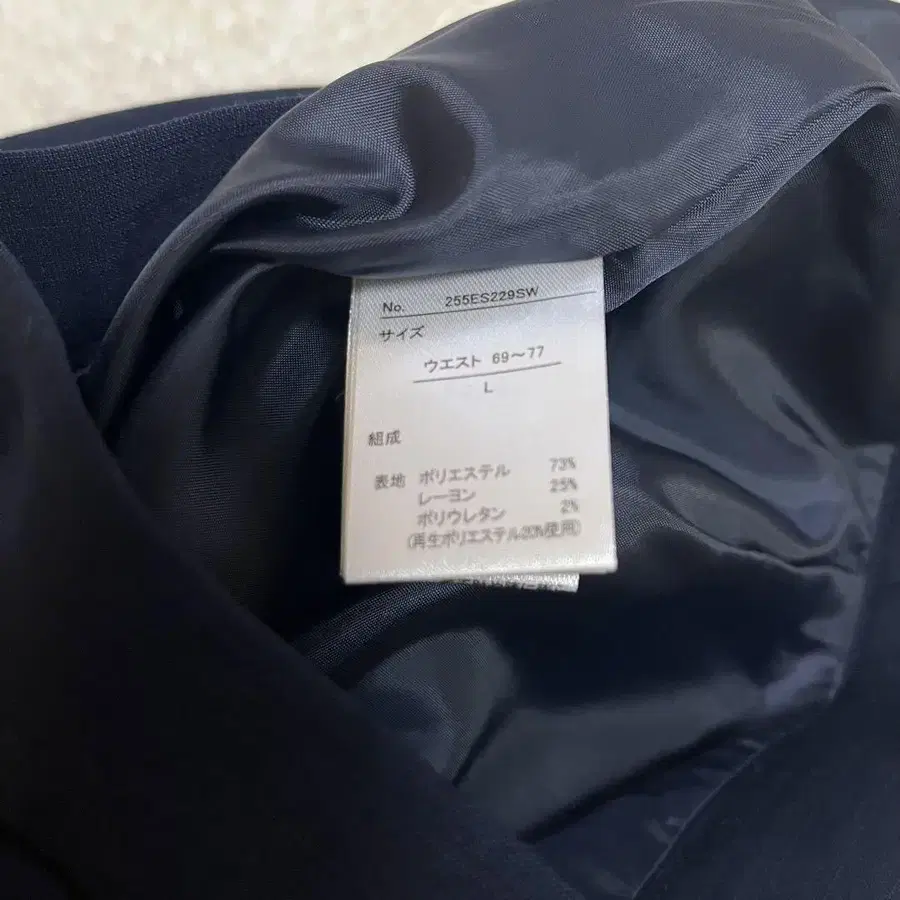 No. 255ES229SW
サイズ
ウエスト 69～77
L
組成
表地 ポリエステル 73%
レーヨン 25%
ポリウレタン 2%
(再生ポリエステル20%使用)